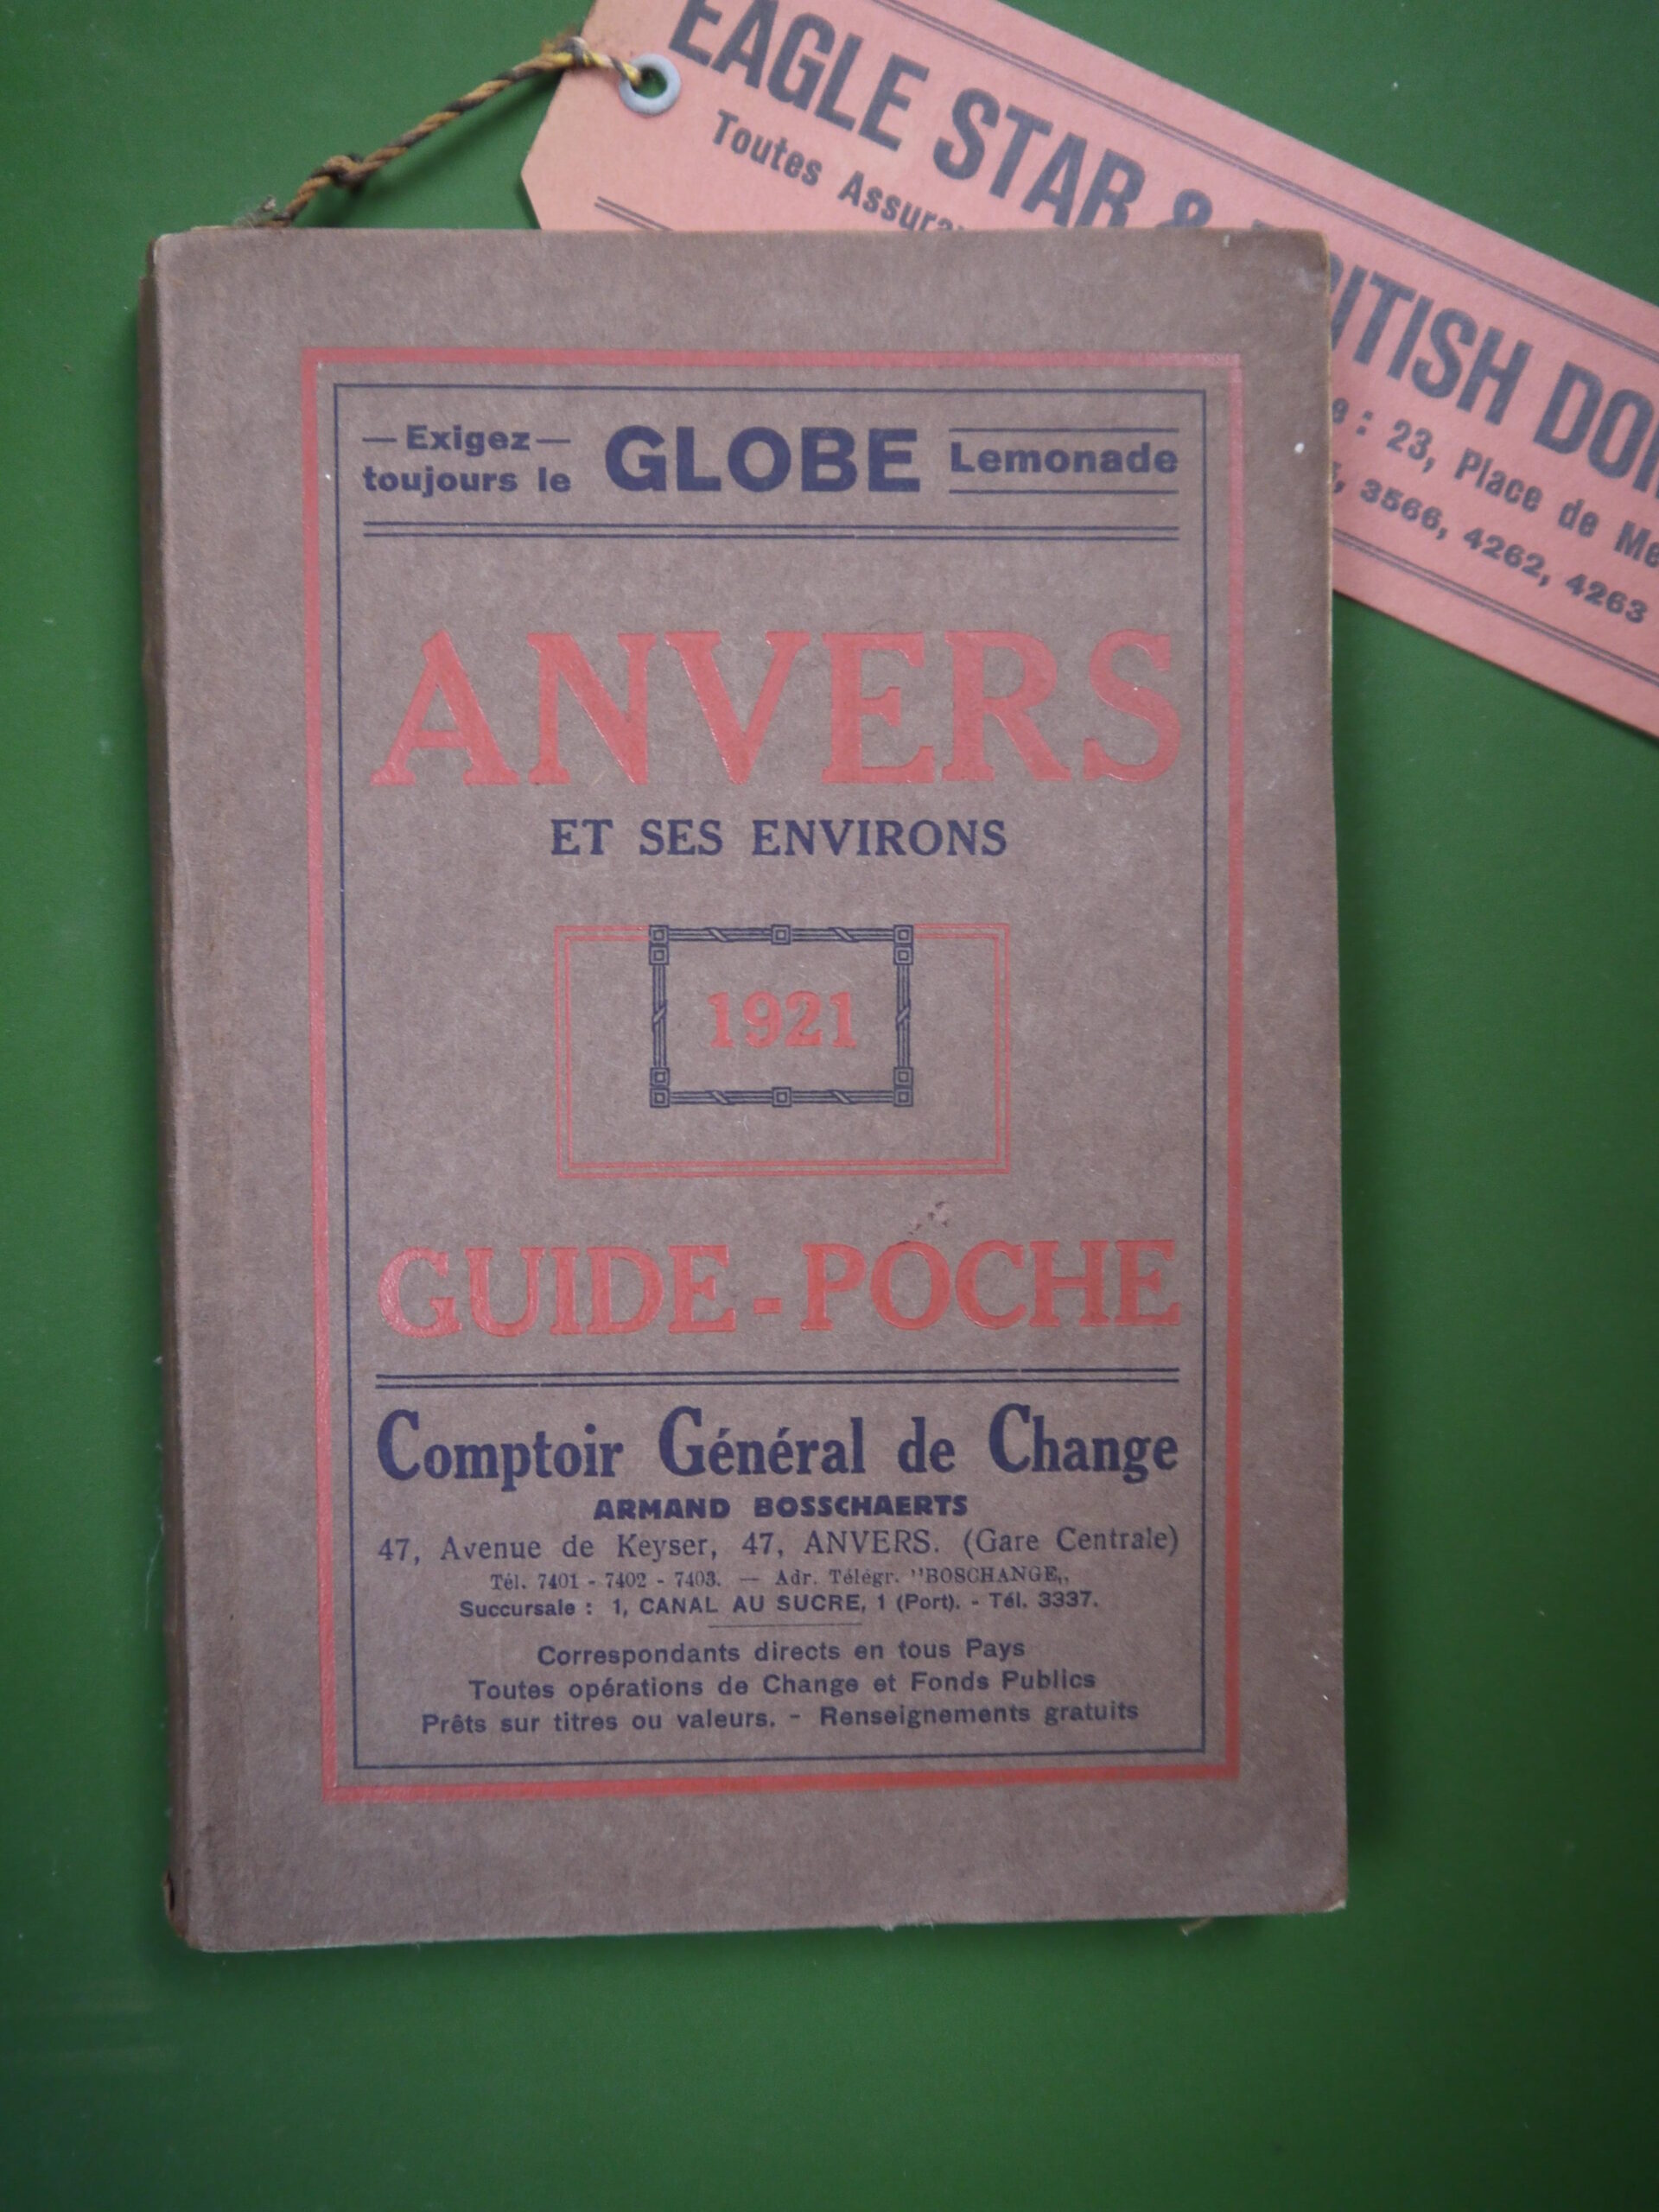 EAGLE STAR &
Toutes
ITISH
: 23, Place de
3566, 4262, 4263
— Exigez —
toujours le
GLOBE
Lemonade
ANVERS
ET SES ENVIRONS
1921
GUIDE-POCHE
Comptoir Général de Change
ARMAND BOSSCHAERTS
47, Avenue de Keyser, 47, ANVERS. (Gare Centrale)
Tél. 7401 - 7402 - 7403. — Adr. Télégr. "BOSCHANGE,,
Succursale : 1, CANAL AU SUCRE, 1 (Port). - Tél. 3337.
Correspondants directs en tous Pays
Toutes opérations de Change et Fonds Publics
Prêts sur titres ou valeurs. - Renseignements gratuits